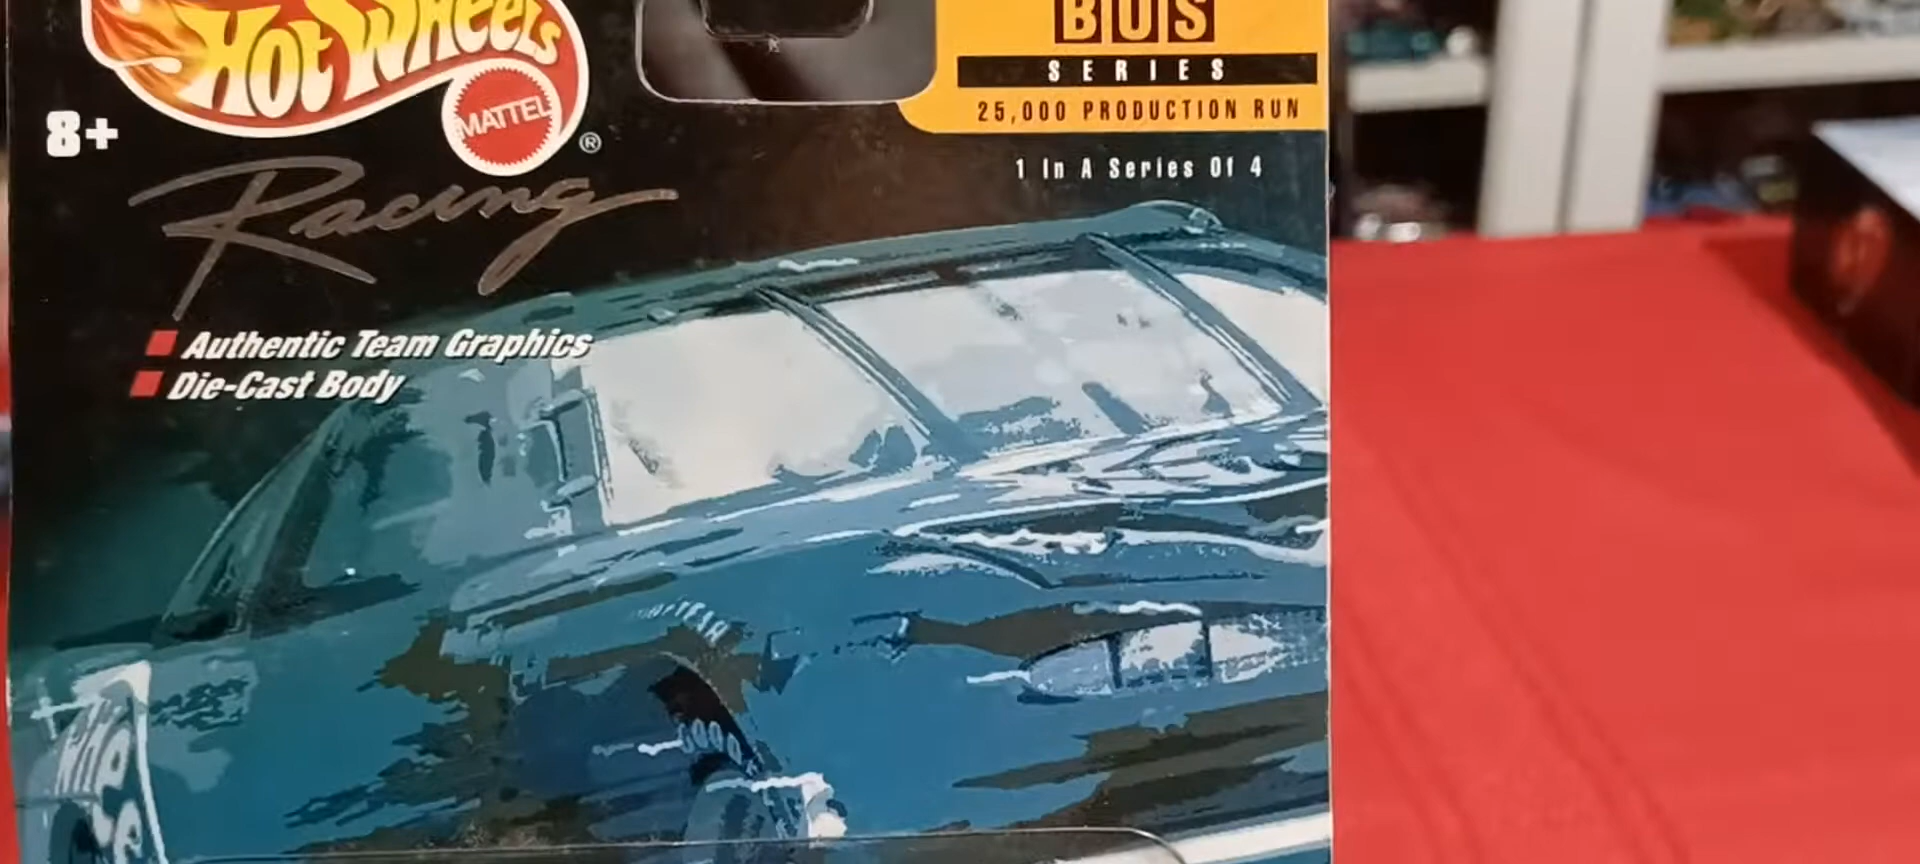 Hot Wheels
MATTEL
®
8+
Racing
BUS
SERIES
25,000 PRODUCTION RUN
1 In A Series Of 4
Authentic Team Graphics
Die-Cast Body